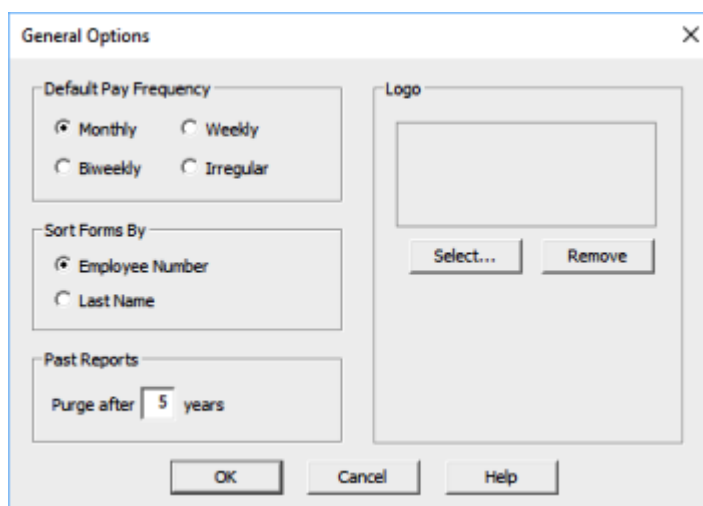 General Options
Default Pay Frequency
Monthly
Weekly
Biweekly
Irregular
Sort Forms By
Employee Number
Last Name
Past Reports
Purge after 5 years
Logo
Select...
Remove
OK
Cancel
Help